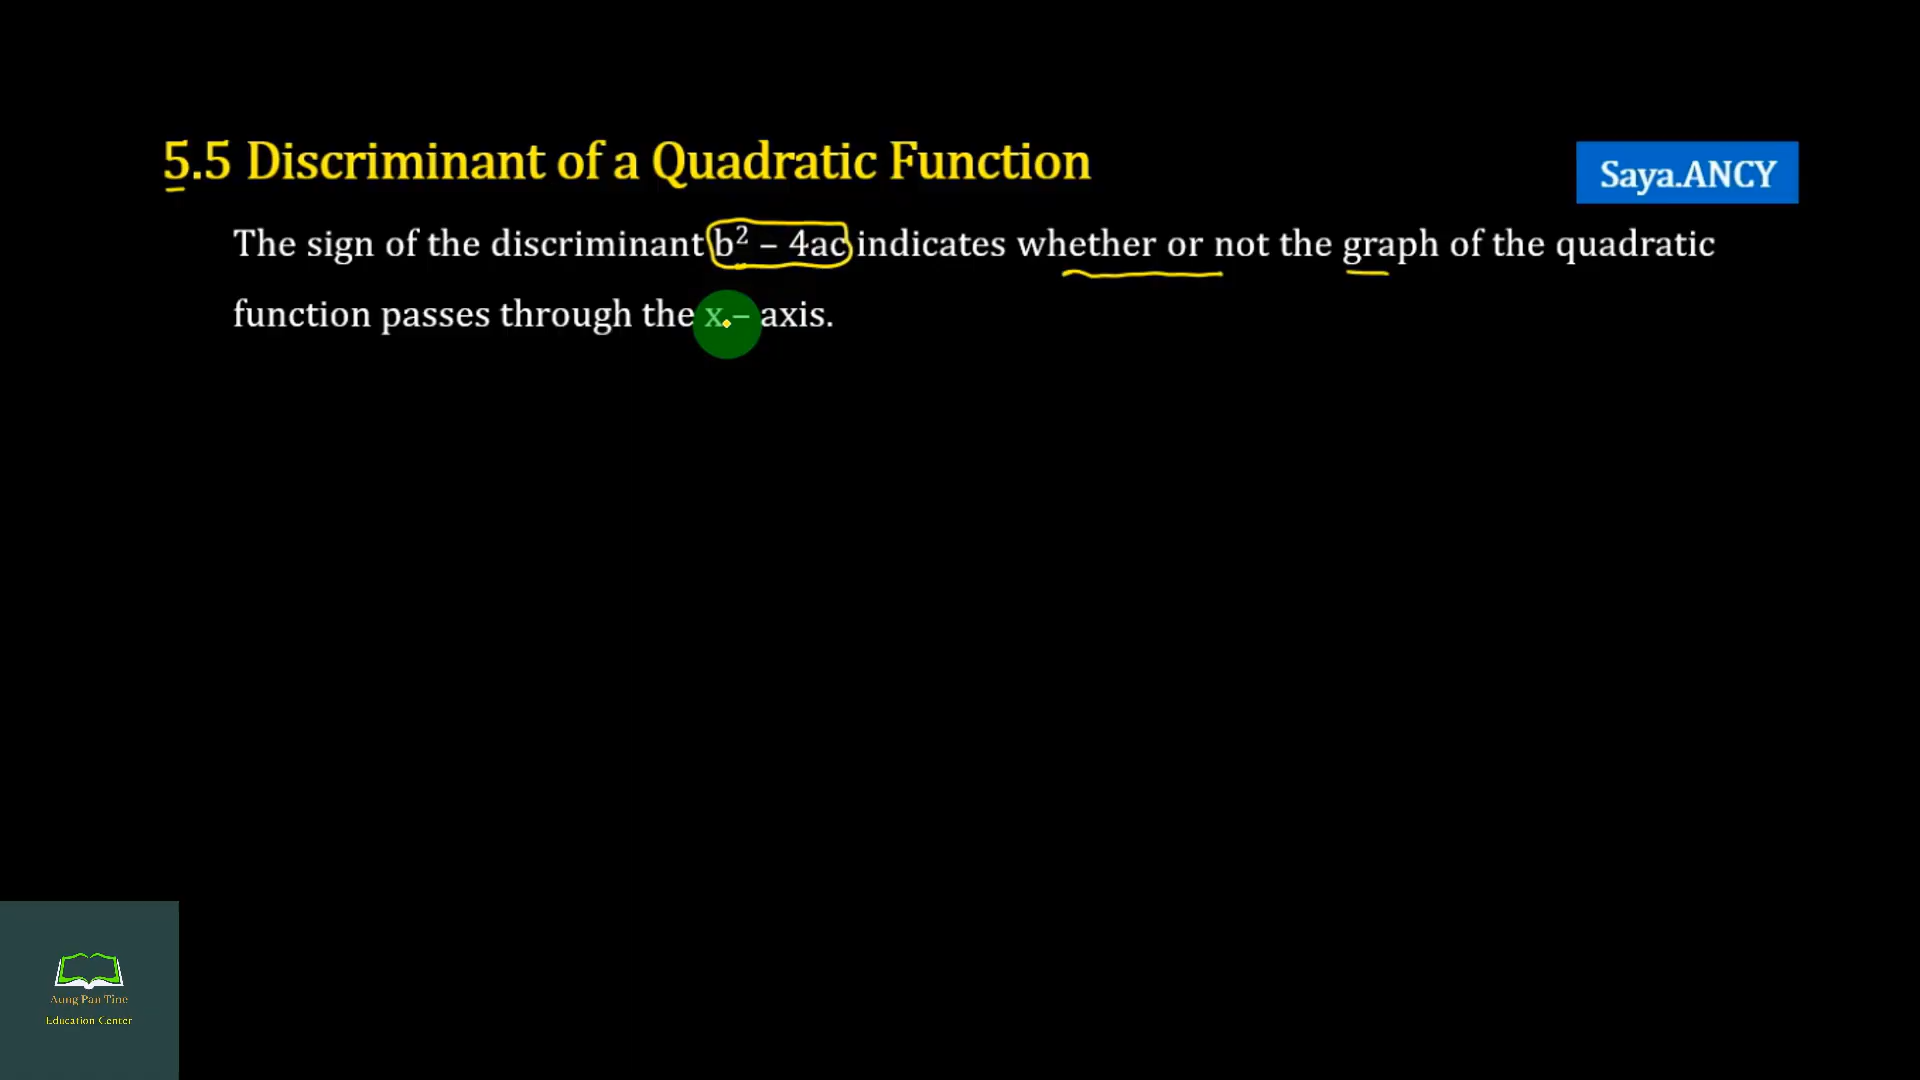 5.5 Discriminant of a Quadratic Function
Saya.ANCY
The sign of the discriminant b² – 4ac indicates whether or not the graph of the quadratic
function passes through the x – axis.
Aung Pan Tine
Education Center